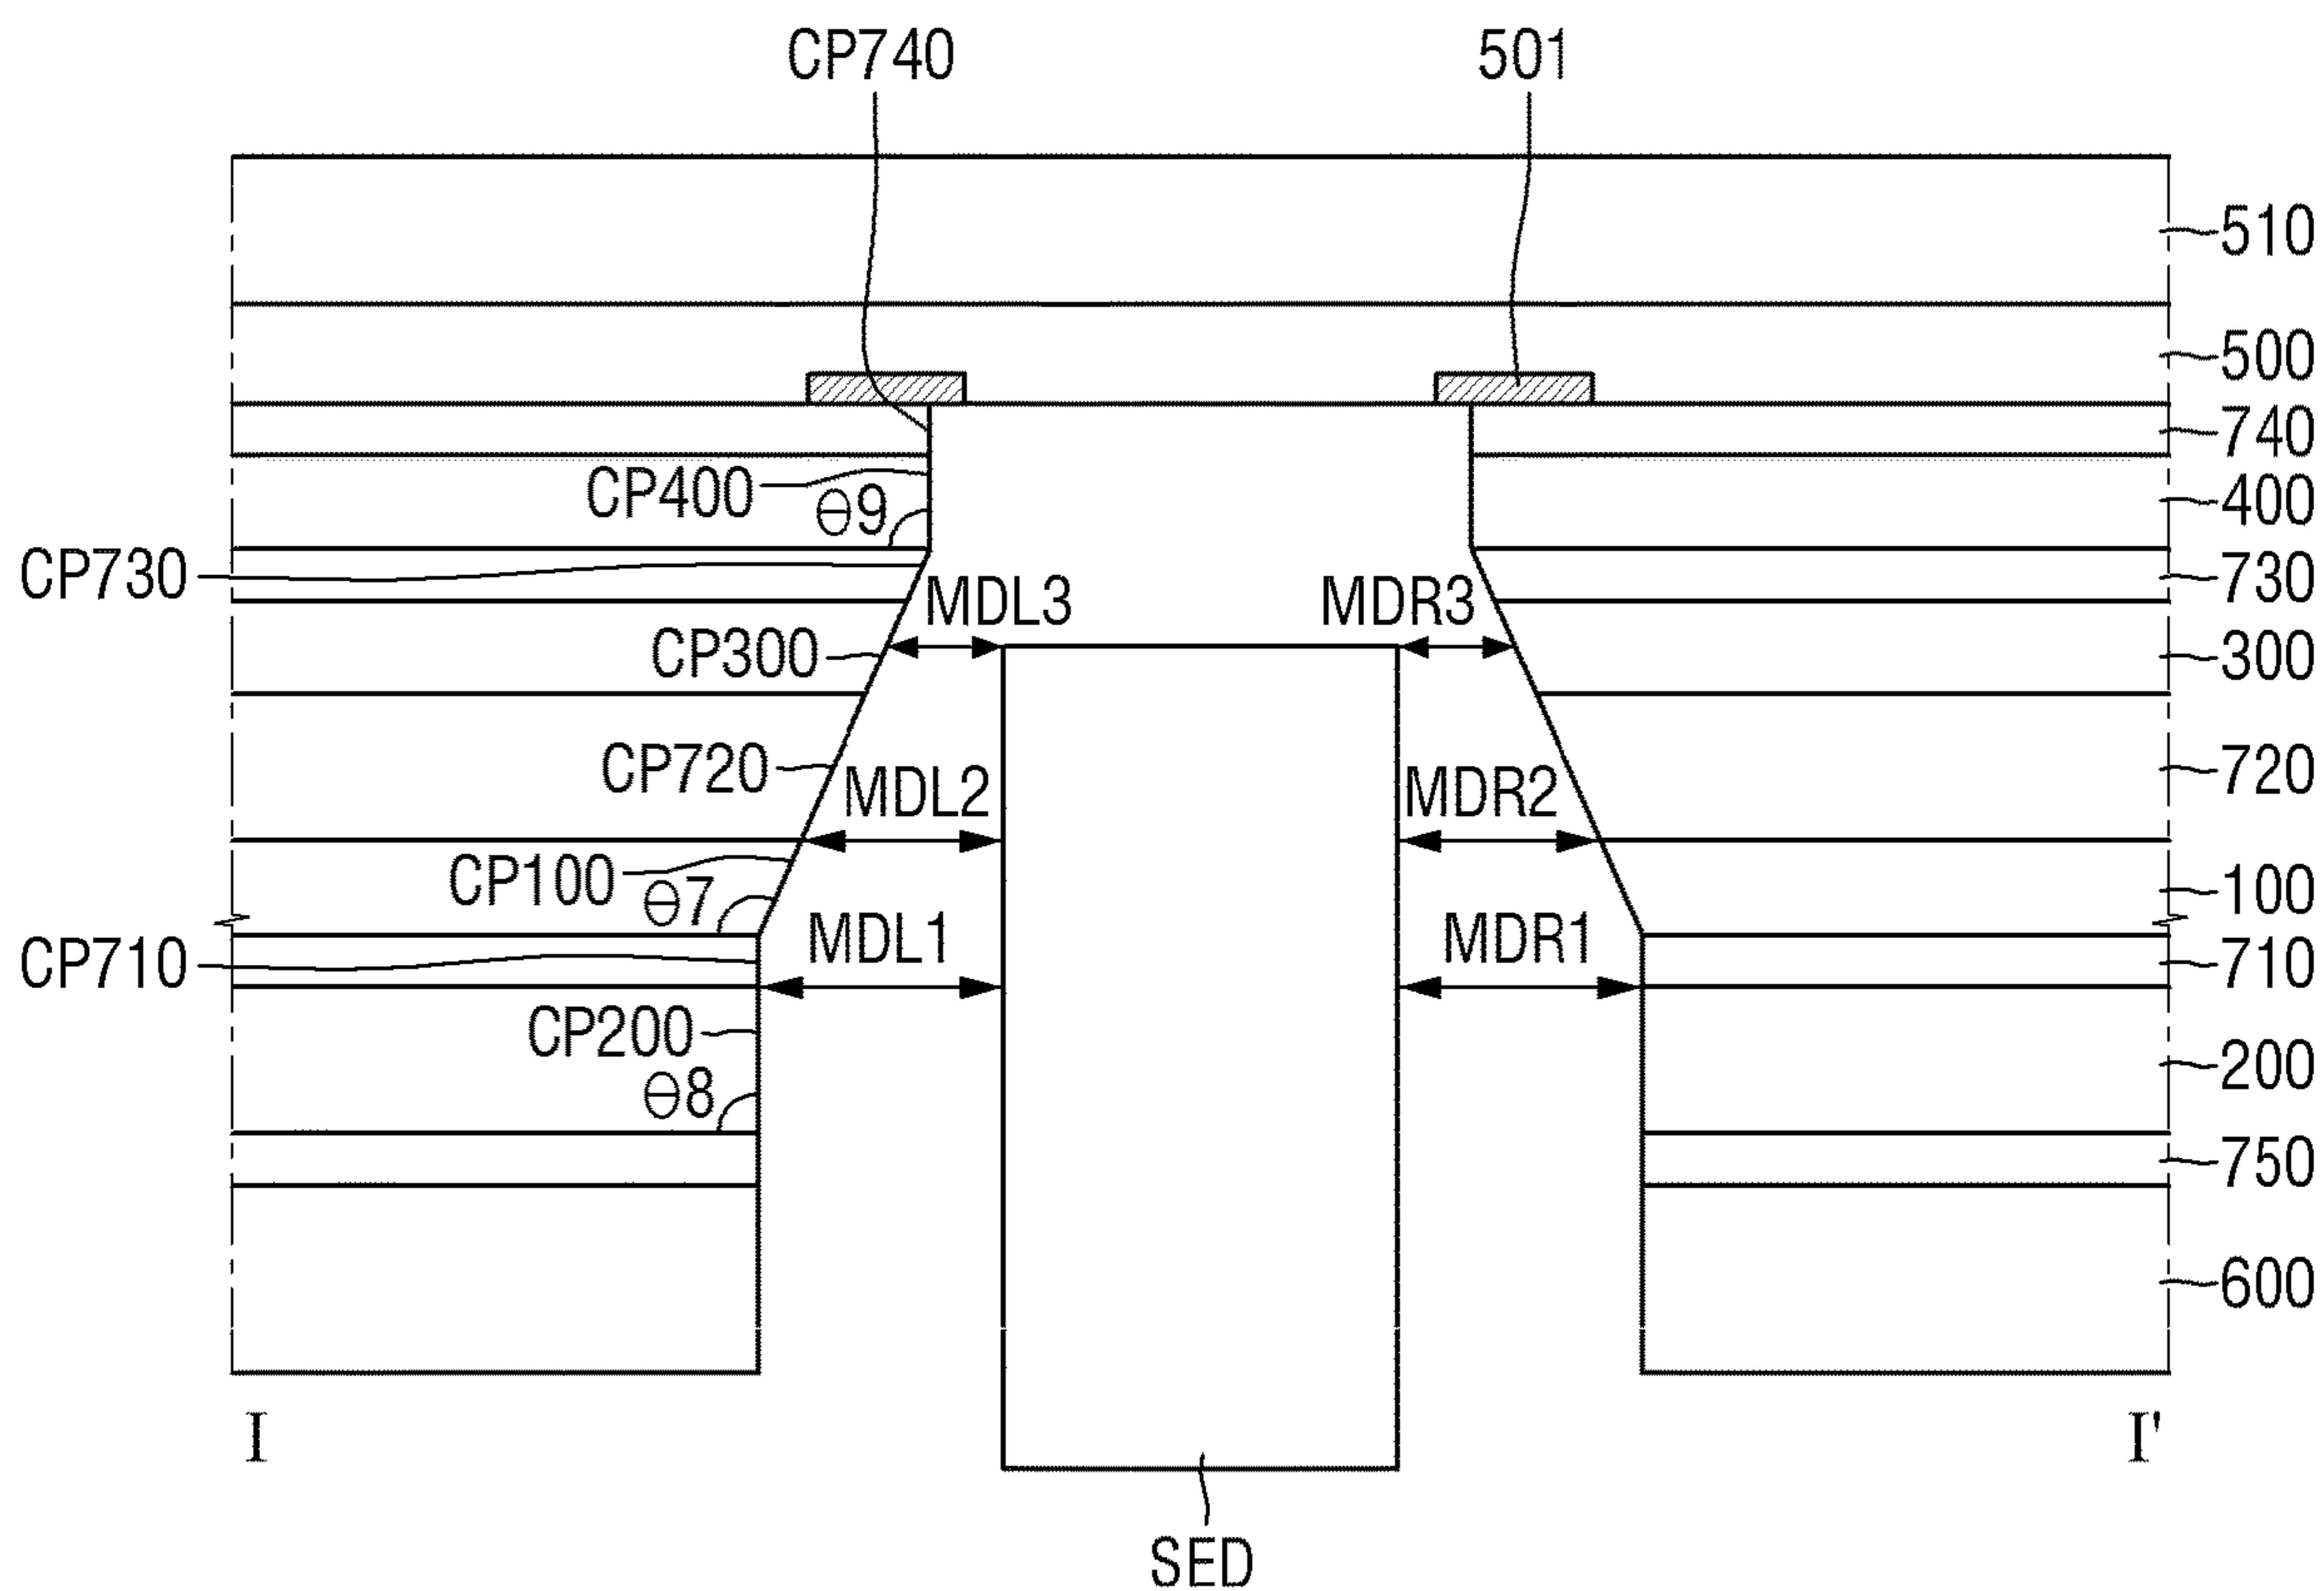 CP740 501
510
500
740
CP400 θ9 400
CP730 730
MDL3 MDR3
CP300 300
CP720 720
MDL2 MDR2
CP100 θ7 100
CP710 MDL1 MDR1 710
CP200 200
θ8
750
600
I I'
SED